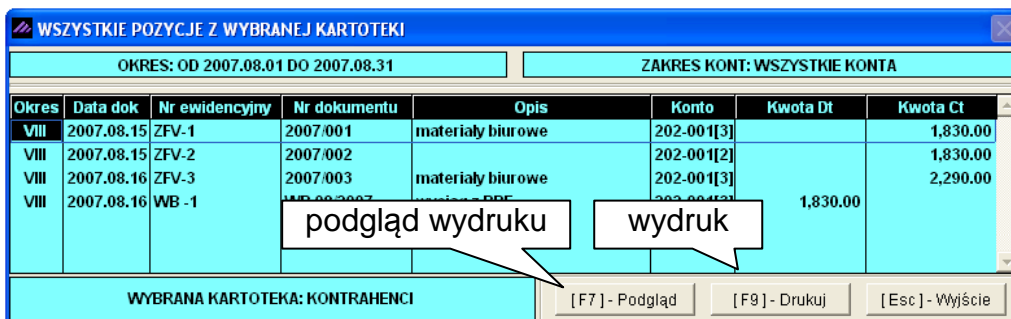 WSZYSTKIE POZYCJE Z WYBRANEJ KARTOTEKI
OKRES: OD 2007.08.01 DO 2007.08.31 ZAKRES KONT: WSZYSTKIE KONTA
Okres Data dok Nr ewidencyjny Nr dokumentu Opis Konto Kwota Dt Kwota Ct
VIII 2007.08.15 ZFV-1 2007/001 materialy biurowe 202-001[3] 1,830.00
VIII 2007.08.15 ZFV-2 2007/002 202-001[2] 1,830.00
VIII 2007.08.16 ZFV-3 2007/003 materialy biurowe 202-001[3] 2,290.00
VIII 2007.08.16 WB -1 1,830.00
podgląd wydruku wydruk
WYBRANA KARTOTEKA: KONTRAHENCI [ F7 ] - Podgląd [ F9 ] - Drukuj [ Esc ] - Wyjście